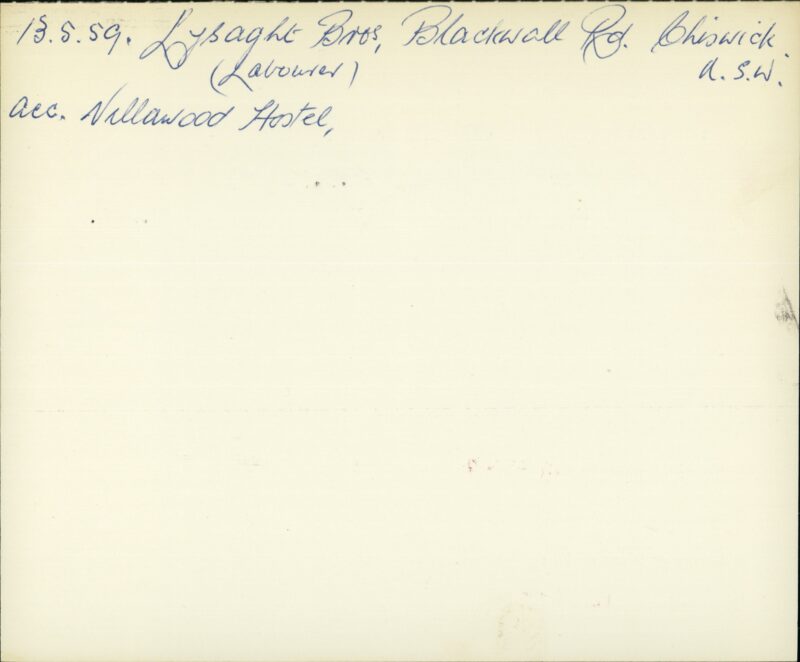 13.5.59. Lysaght Bros, Blackwall Rd. Chiswick.
(Labourer) N.S.W.
acc. Villawood Hostel,